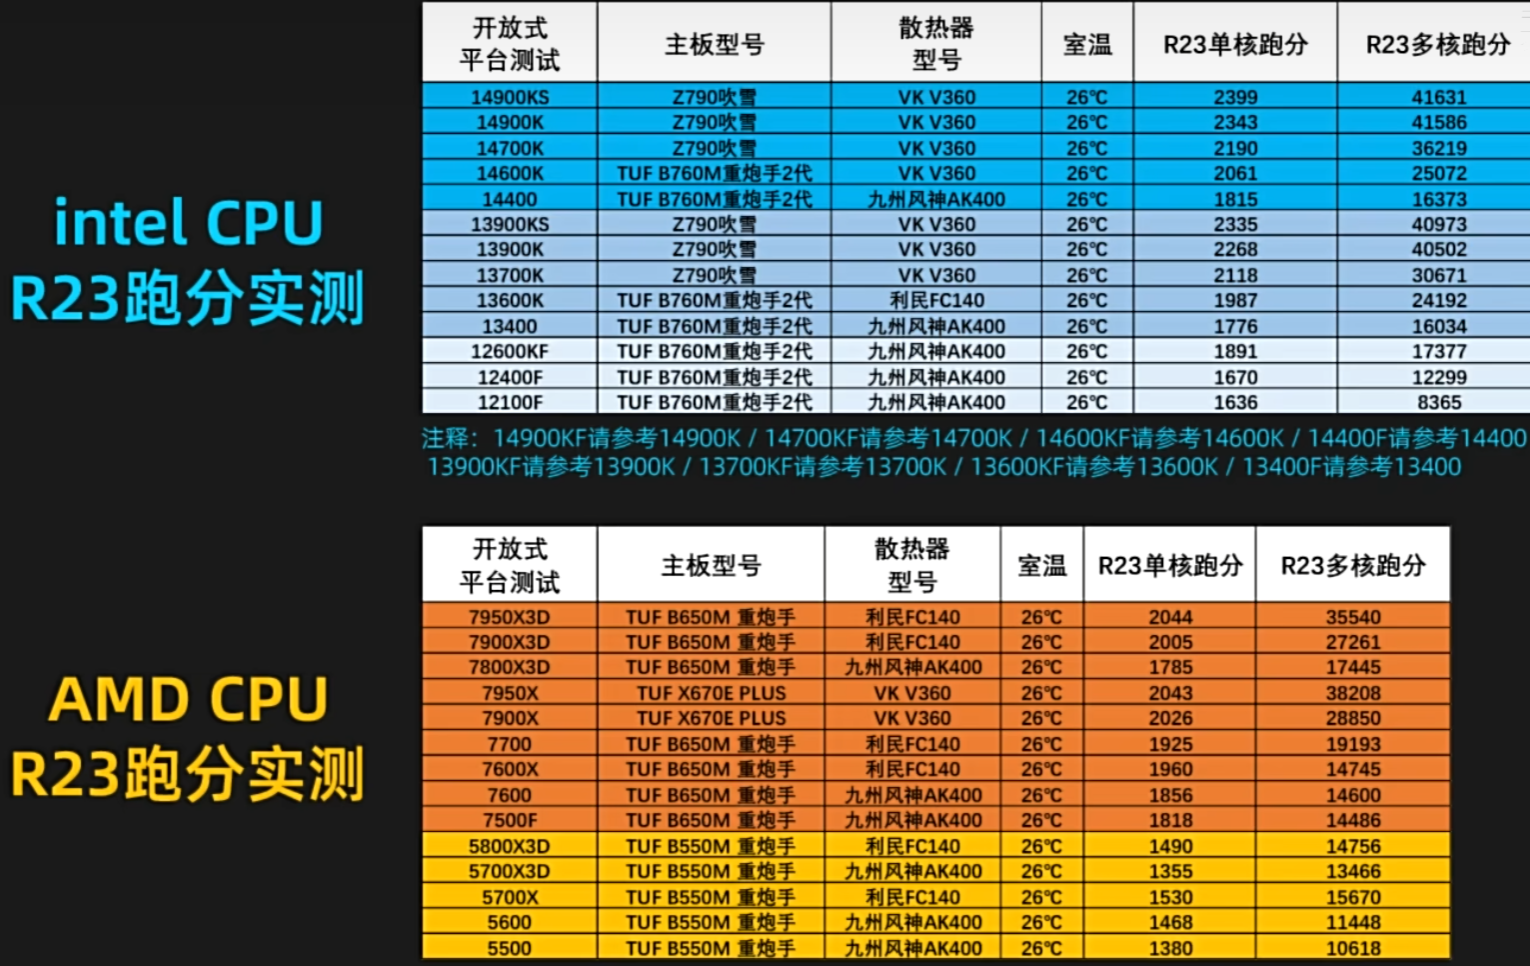 intel CPU
R23跑分实测
开放式平台测试 主板型号 散热器型号 室温 R23单核跑分 R23多核跑分
14900KS Z790吹雪 VK V360 26℃ 2399 41631
14900K Z790吹雪 VK V360 26℃ 2343 41586
14700K Z790吹雪 VK V360 26℃ 2190 36219
14600K TUF B760M重炮手2代 VK V360 26℃ 2061 25072
14400 TUF B760M重炮手2代 九州风神AK400 26℃ 1815 16373
13900KS Z790吹雪 VK V360 26℃ 2335 40973
13900K Z790吹雪 VK V360 26℃ 2268 40502
13700K Z790吹雪 VK V360 26℃ 2118 30671
13600K TUF B760M重炮手2代 利民FC140 26℃ 1987 24192
13400 TUF B760M重炮手2代 九州风神AK400 26℃ 1776 16034
12600KF TUF B760M重炮手2代 九州风神AK400 26℃ 1891 17377
12400F TUF B760M重炮手2代 九州风神AK400 26℃ 1670 12299
12100F TUF B760M重炮手2代 九州风神AK400 26℃ 1636 8365
注释：14900KF请参考14900K / 14700KF请参考14700K / 14600KF请参考14600K / 14400F请参考14400
13900KF请参考13900K / 13700KF请参考13700K / 13600KF请参考13600K / 13400F请参考13400
AMD CPU
R23跑分实测
开放式平台测试 主板型号 散热器型号 室温 R23单核跑分 R23多核跑分
7950X3D TUF B650M 重炮手 利民FC140 26℃ 2044 35540
7900X3D TUF B650M 重炮手 利民FC140 26℃ 2005 27261
7800X3D TUF B650M 重炮手 九州风神AK400 26℃ 1785 17445
7950X TUF X670E PLUS VK V360 26℃ 2043 38208
7900X TUF X670E PLUS VK V360 26℃ 2026 28850
7700 TUF B650M 重炮手 利民FC140 26℃ 1925 19193
7600X TUF B650M 重炮手 利民FC140 26℃ 1960 14745
7600 TUF B650M 重炮手 九州风神AK400 26℃ 1856 14600
7500F TUF B650M 重炮手 九州风神AK400 26℃ 1818 14486
5800X3D TUF B550M 重炮手 利民FC140 26℃ 1490 14756
5700X3D TUF B550M 重炮手 九州风神AK400 26℃ 1355 13466
5700X TUF B550M 重炮手 利民FC140 26℃ 1530 15670
5600 TUF B550M 重炮手 九州风神AK400 26℃ 1468 11448
5500 TUF B550M 重炮手 九州风神AK400 26℃ 1380 10618